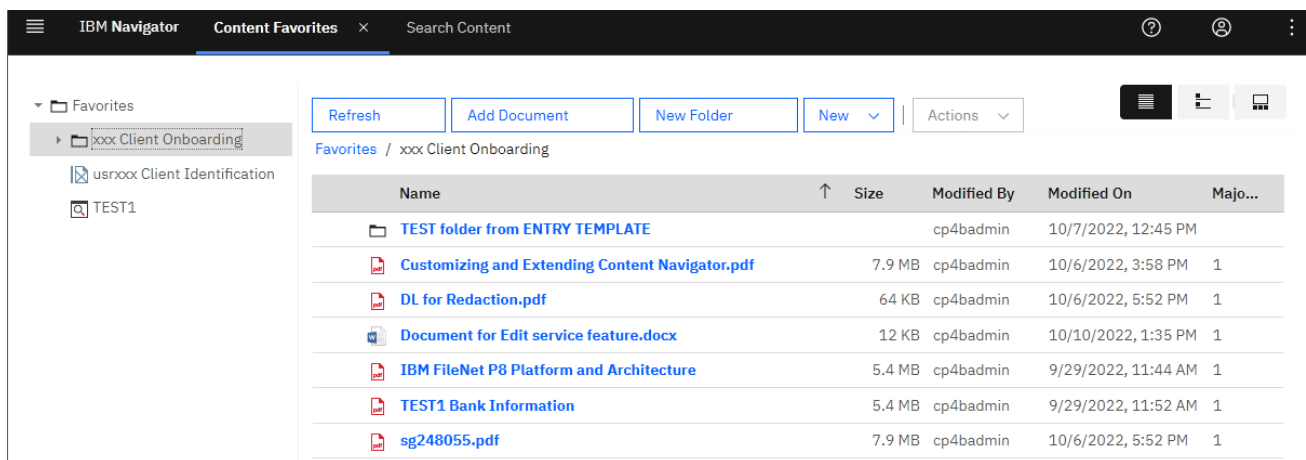 IBM Navigator Content Favorites × Search Content
Favorites
xxx Client Onboarding
usrxxx Client Identification
TEST1
Refresh Add Document New Folder New Actions
Favorites / xxx Client Onboarding
Name Size Modified By Modified On Majo...
TEST folder from ENTRY TEMPLATE cp4badmin 10/7/2022, 12:45 PM
Customizing and Extending Content Navigator.pdf 7.9 MB cp4badmin 10/6/2022, 3:58 PM 1
DL for Redaction.pdf 64 KB cp4badmin 10/6/2022, 5:52 PM 1
Document for Edit service feature.docx 12 KB cp4badmin 10/10/2022, 1:35 PM 1
IBM FileNet P8 Platform and Architecture 5.4 MB cp4badmin 9/29/2022, 11:44 AM 1
TEST1 Bank Information 5.4 MB cp4badmin 9/29/2022, 11:52 AM 1
sg248055.pdf 7.9 MB cp4badmin 10/6/2022, 5:52 PM 1